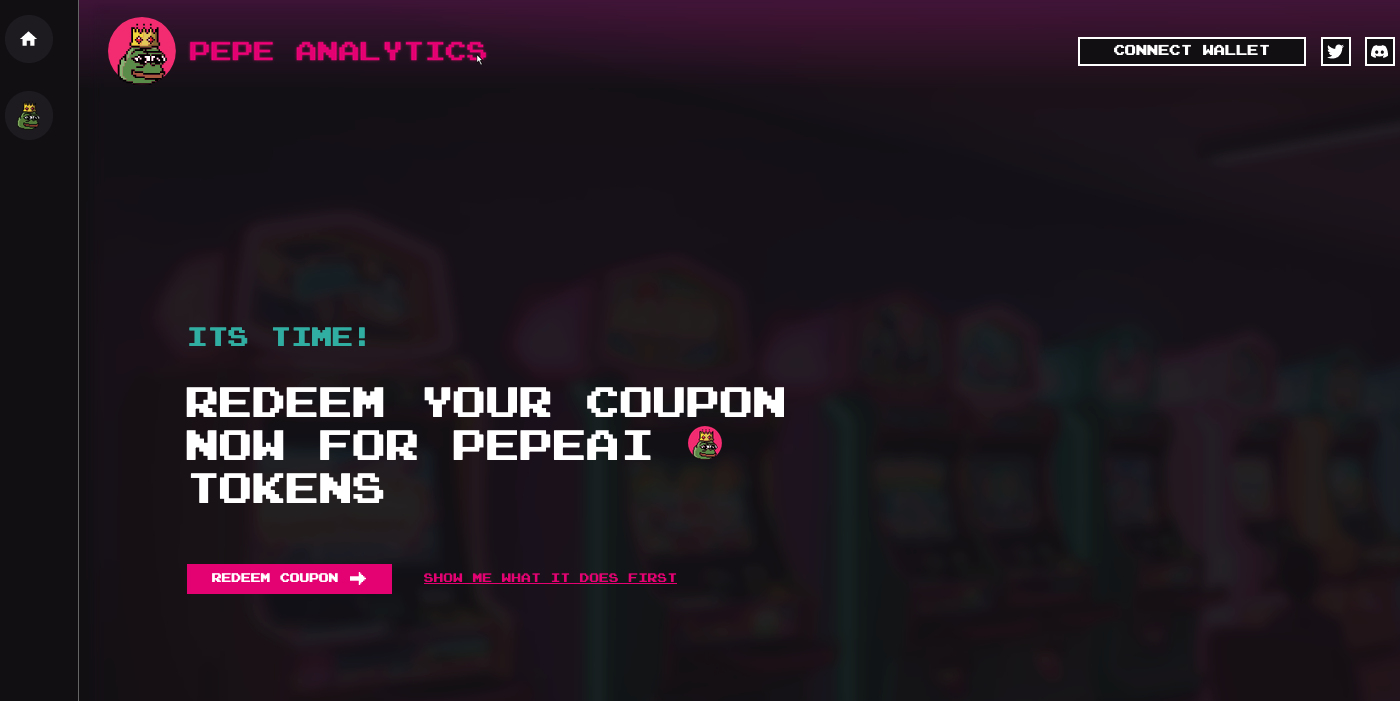 PEPE ANALYTICS
CONNECT WALLET
ITS TIME!
REDEEM YOUR COUPON
NOW FOR PEPEAI
TOKENS
REDEEM COUPON
SHOW ME WHAT IT DOES FIRST